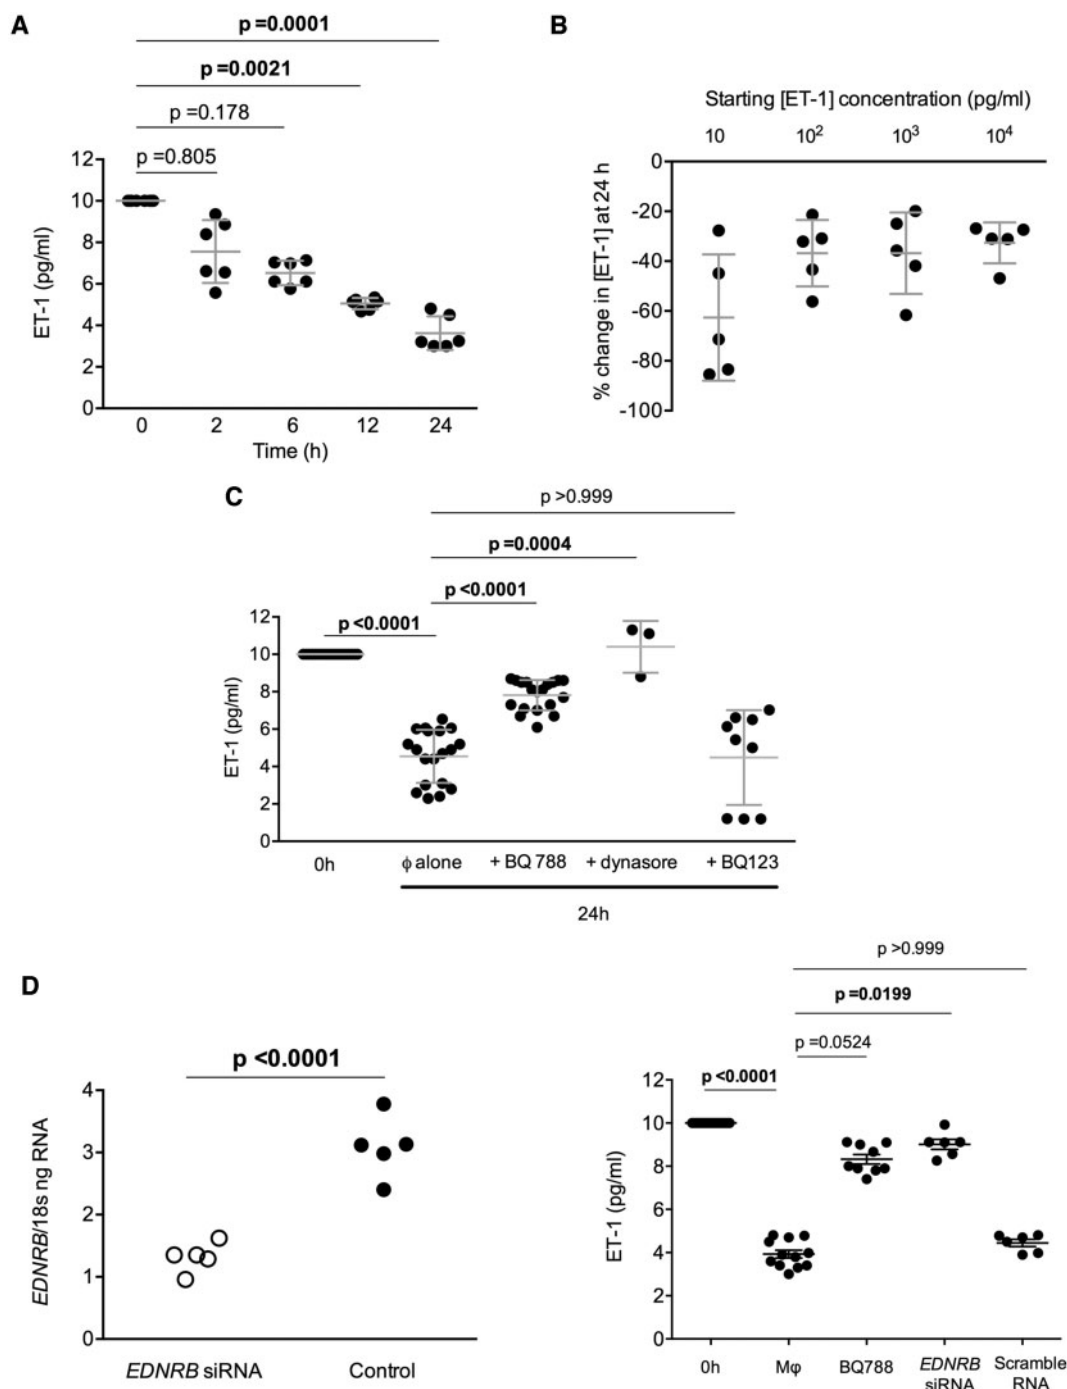 A
p =0.0001
p =0.0021
p =0.178
p =0.805
12
10
8
6
4
2
0
ET-1 (pg/ml)
0 2 6 12 24
Time (h)
B
Starting [ET-1] concentration (pg/ml)
10 10² 10³ 10⁴
0
-20
-40
-60
-80
-100
% change in [ET-1] at 24 h
C
p >0.999
p =0.0004
p <0.0001
p <0.0001
12
10
8
6
4
2
0
ET-1 (pg/ml)
0h ϕ alone + BQ 788 + dynasore + BQ123
24h
D
p <0.0001
4
3
2
1
0
EDNRB/18s ng RNA
EDNRB siRNA Control
p >0.999
p =0.0199
p =0.0524
p <0.0001
12
10
8
6
4
2
0
ET-1 (pg/ml)
0h Mφ BQ788 EDNRB Scramble
siRNA RNA